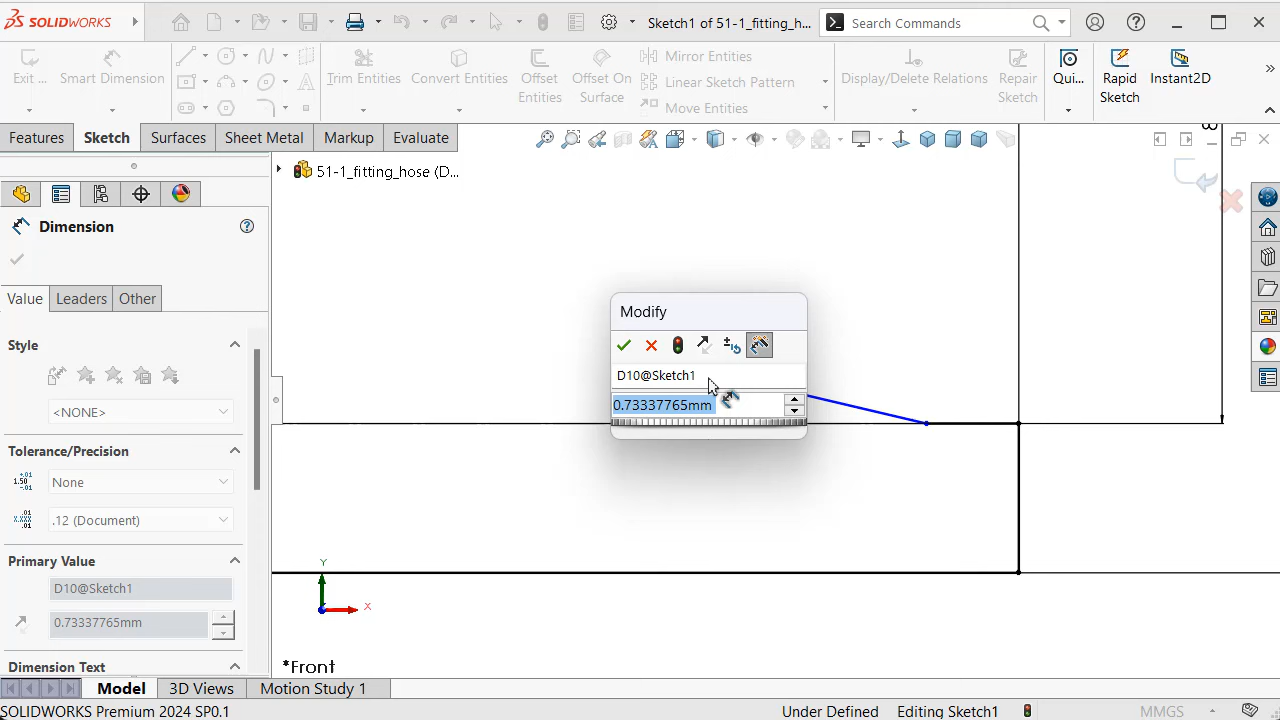 SOLIDWORKS
Sketch1 of 51-1_fitting_h...
Search Commands
Exit ...
Smart Dimension
Trim Entities
Convert Entities
Offset Entities
Offset On Surface
Mirror Entities
Linear Sketch Pattern
Move Entities
Display/Delete Relations
Repair Sketch
Qui...
Rapid Sketch
Instant2D
Features
Sketch
Surfaces
Sheet Metal
Markup
Evaluate
51-1_fitting_hose (D...
Dimension
Value
Leaders
Other
Style
<NONE>
Tolerance/Precision
1.50 +.01 -.01
None
.12 (Document)
Primary Value
D10@Sketch1
0.73337765mm
Dimension Text
Modify
D10@Sketch1
0.73337765mm
Y
X
*Front
Model
3D Views
Motion Study 1
SOLIDWORKS Premium 2024 SP0.1
Under Defined
Editing Sketch1
MMGS